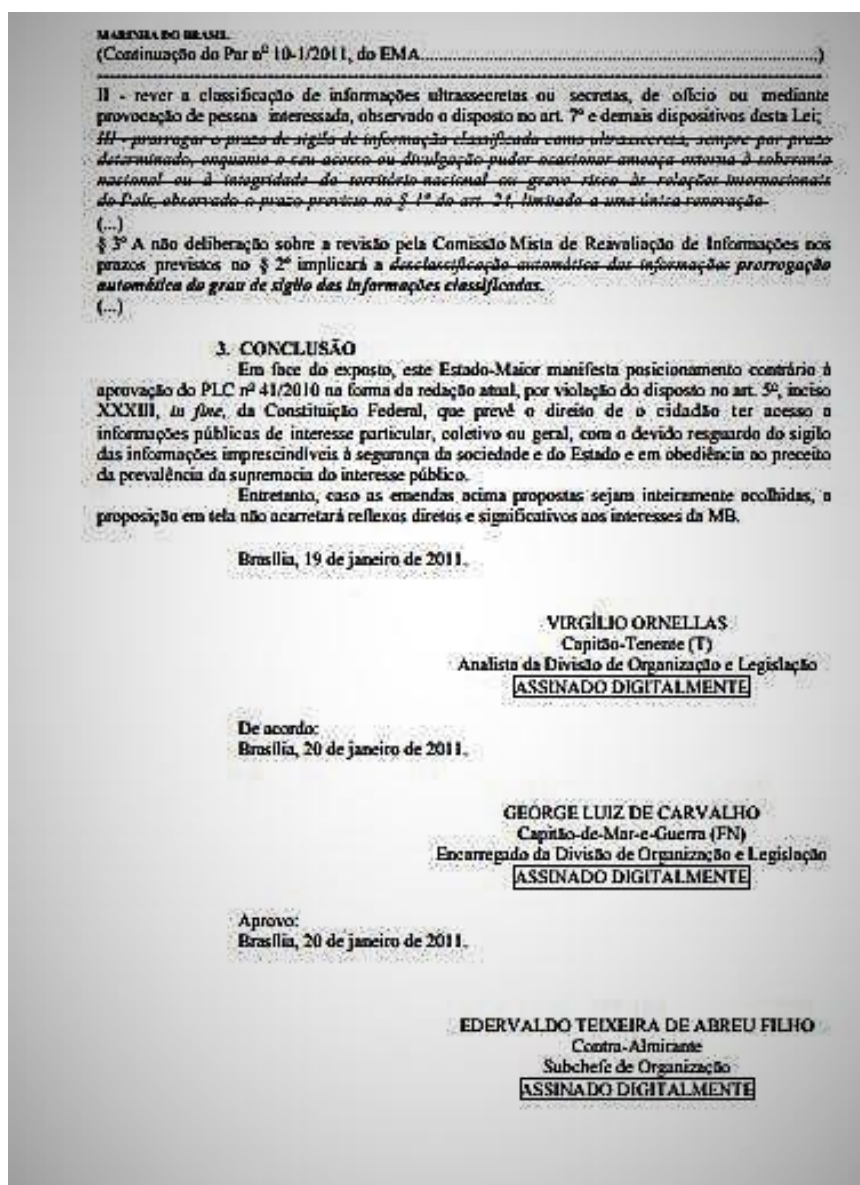 MARINHA DO BRASIL
(Continuação do Par nº 10-1/2011, do EMA.............................................................................)
II - rever a classificação de informações ultrassecretas ou secretas, de ofício ou mediante
provocação de pessoa interessada, observado o disposto no art. 7º e demais dispositivos desta Lei;
III - prorrogar o prazo de sigilo de informação classificada como ultrassecreta, sempre por prazo
determinado, enquanto o seu acesso ou divulgação puder ocasionar ameaça externa à soberania
nacional ou à integridade do território nacional ou grave risco às relações internacionais
do País, observado o prazo previsto no § 1º do art. 24, limitado a uma única renovação.
(...)
§ 3º A não deliberação sobre a revisão pela Comissão Mista de Reavaliação de Informações nos
prazos previstos no § 2º implicará a desclassificação automática das informações prorrogação
automática do grau de sigilo das informações classificadas.
(...)
3. CONCLUSÃO
Em face do exposto, este Estado-Maior manifesta posicionamento contrário à
aprovação do PLC nº 41/2010 na forma da redação atual, por violação do disposto no art. 5º, inciso
XXXIII, in fine, da Constituição Federal, que prevê o direito de o cidadão ter acesso a
informações públicas de interesse particular, coletivo ou geral, com o devido resguardo do sigilo
das informações imprescindíveis à segurança da sociedade e do Estado e em obediência ao preceito
da prevalência da supremacia do interesse público.
Entretanto, caso as emendas acima propostas sejam inteiramente acolhidas, a
proposição em tela não acarretará reflexos diretos e significativos aos interesses da MB.
Brasília, 19 de janeiro de 2011.
VIRGÍLIO ORNELLAS
Capitão-Tenente (T)
Analista da Divisão de Organização e Legislação
ASSINADO DIGITALMENTE
De acordo:
Brasília, 20 de janeiro de 2011.
GEORGE LUIZ DE CARVALHO
Capitão-de-Mar-e-Guerra (FN)
Encarregado da Divisão de Organização e Legislação
ASSINADO DIGITALMENTE
Aprovo:
Brasília, 20 de janeiro de 2011.
EDERVALDO TEIXEIRA DE ABREU FILHO
Contra-Almirante
Subchefe de Organização
ASSINADO DIGITALMENTE